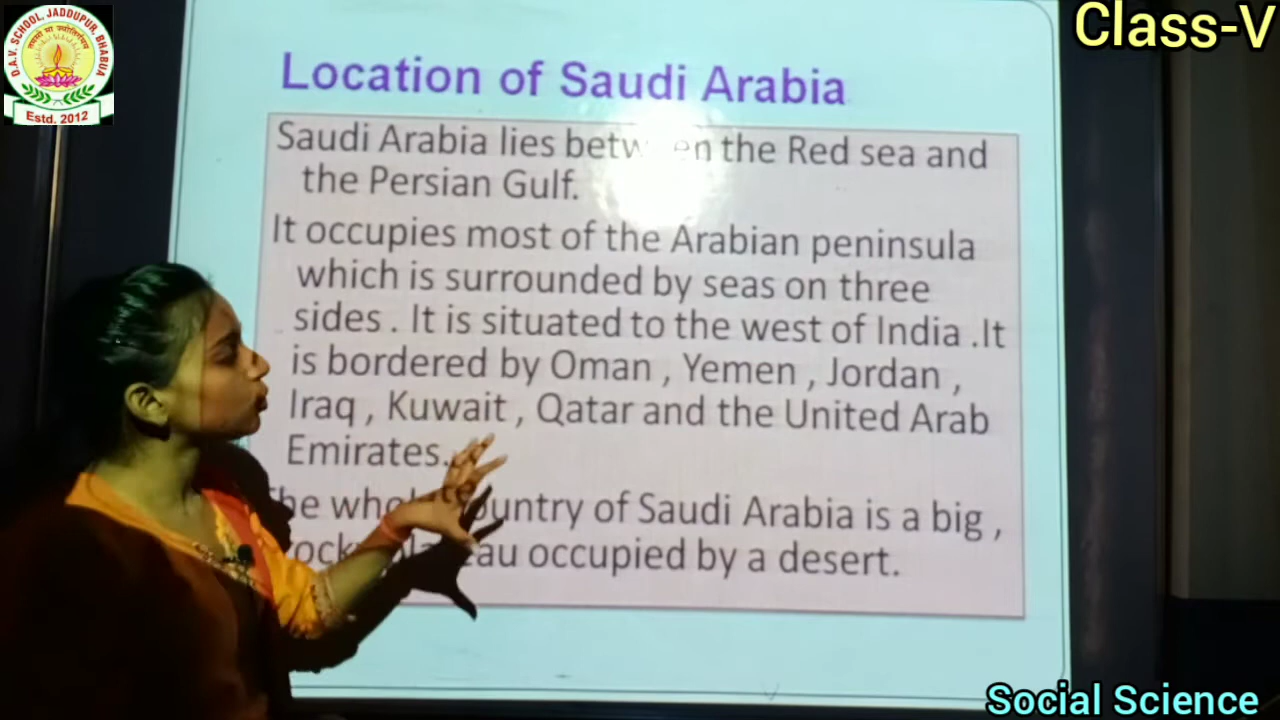 D.A.V. SCHOOL, JADDUPUR, BHABUA
तमसो मा ज्योतिर्गमय
Estd. 2012
Class-V
Location of Saudi Arabia
Saudi Arabia lies between the Red sea and
the Persian Gulf.
It occupies most of the Arabian peninsula
which is surrounded by seas on three
sides . It is situated to the west of India .It
is bordered by Oman , Yemen , Jordan ,
Iraq , Kuwait , Qatar and the United Arab
Emirates.
The whole country of Saudi Arabia is a big ,
rocky plateau occupied by a desert.
Social Science